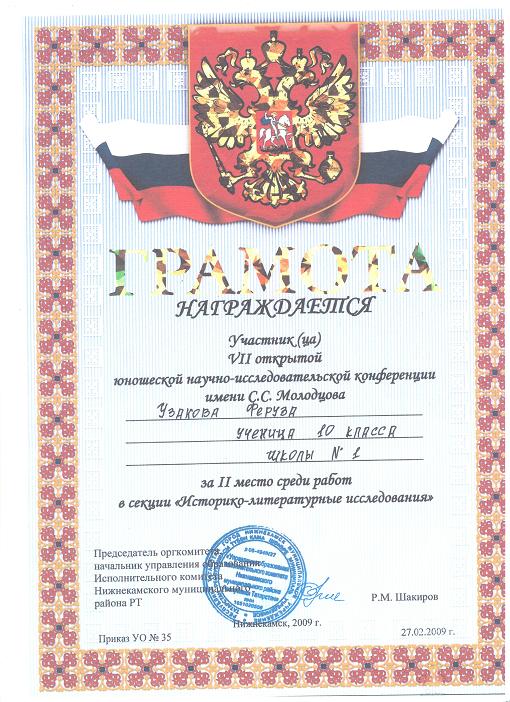 ГРАМОТА
НАГРАЖДАЕТСЯ
Участник (ца)
VII открытой
юношеской научно-исследовательской конференции
имени С.С. Молодцова
Узакова Феруза
ученица 10 класса
школы № 1
за II место среди работ
в секции «Историко-литературные исследования»
Председатель оргкомитета,
начальник управления образования
Исполнительного комитета
Нижнекамского муниципального
района РТ
Р.М. Шакиров
Нижнекамск, 2009 г.
Приказ УО № 35
27.02.2009 г.